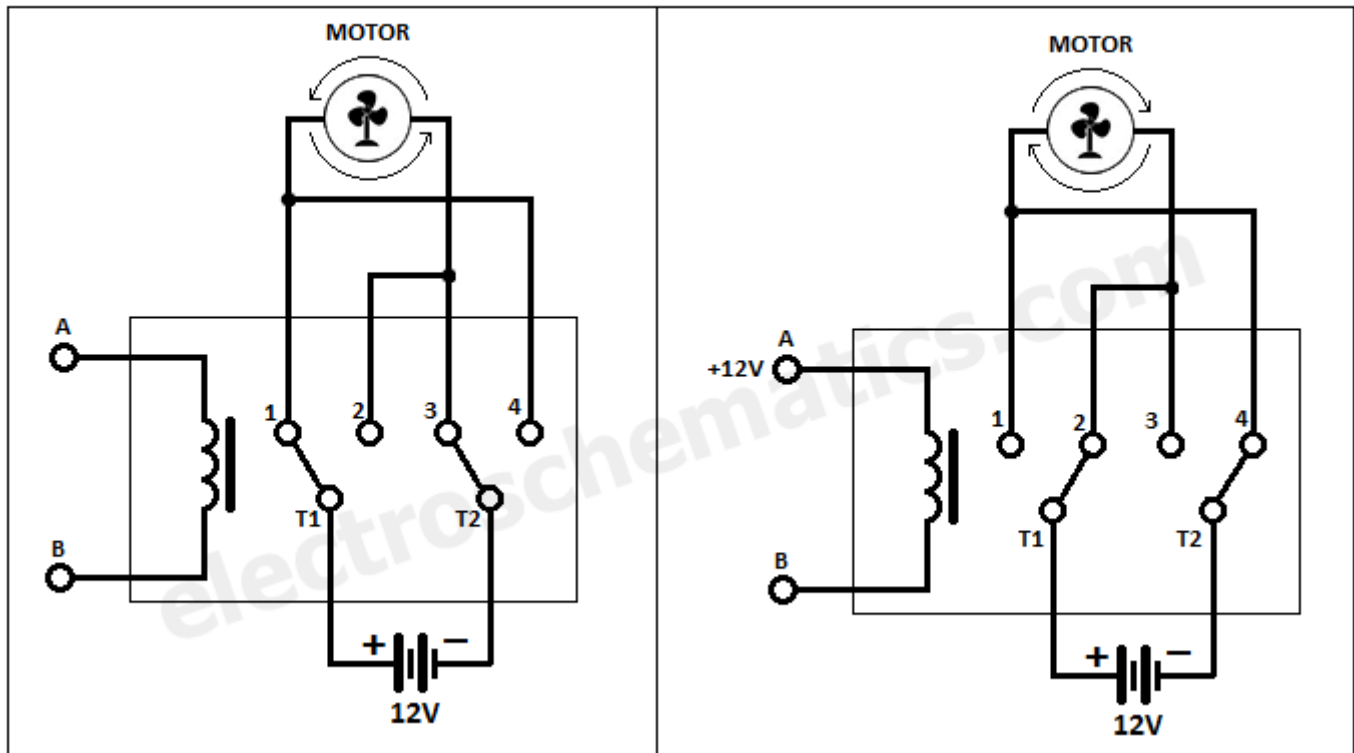 MOTOR
A
1 2 3 4
T1 T2
B
+ −
12V
MOTOR
A
+12V
1 2 3 4
T1 T2
B
+ −
12V
electroschematics.com